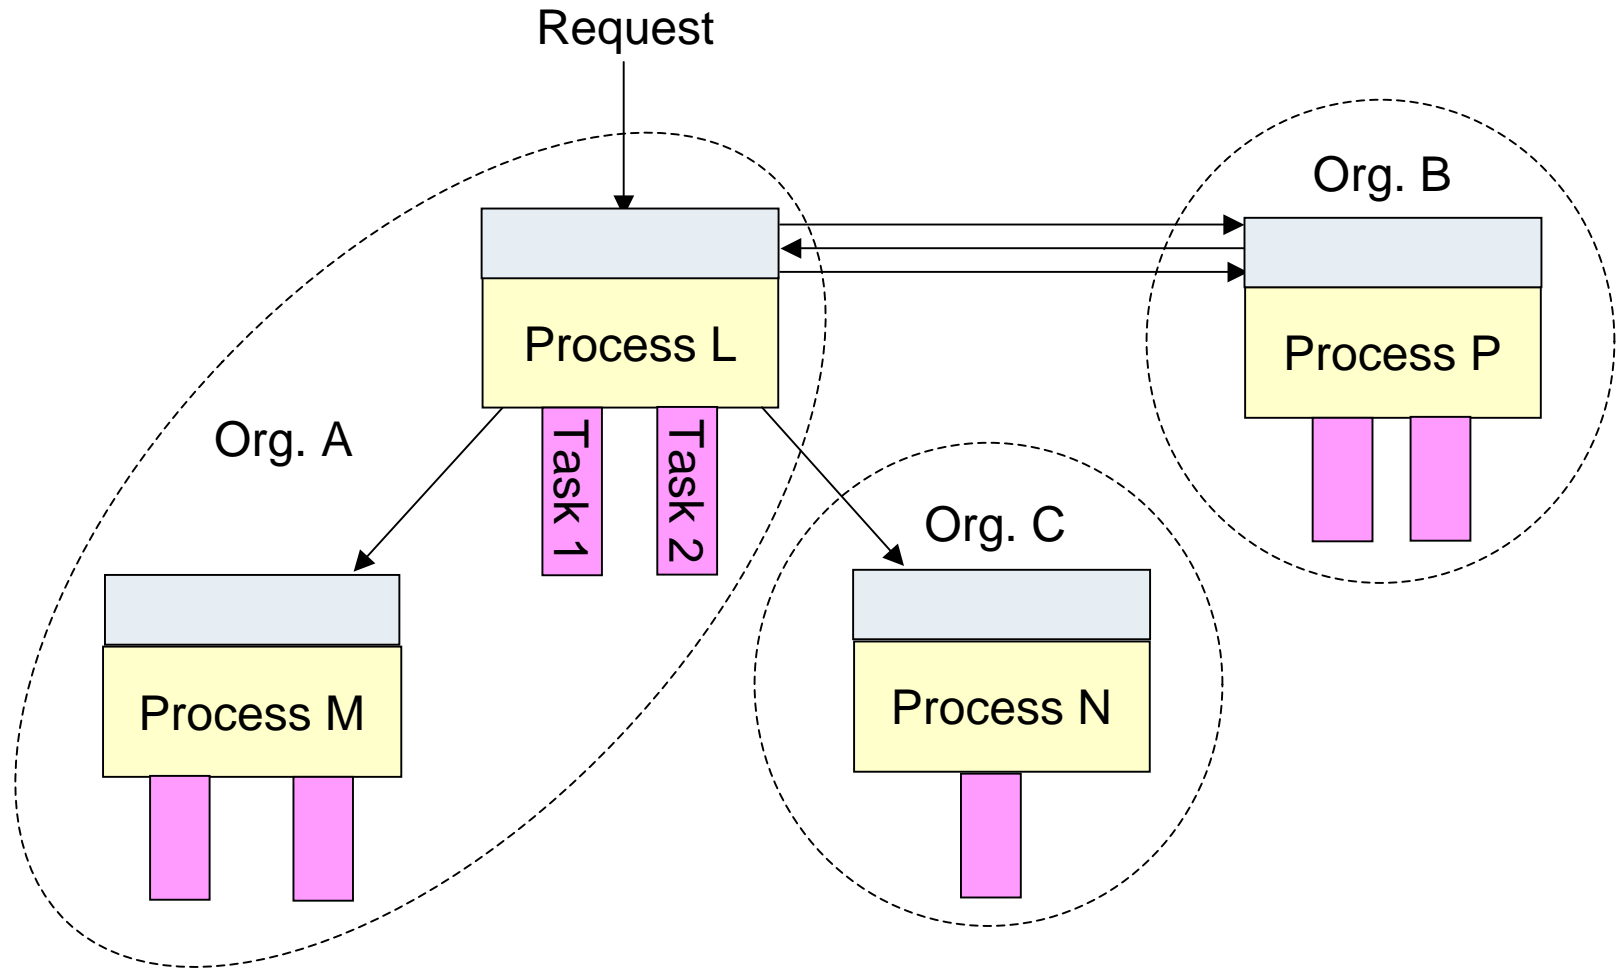 Request
Org. B
Process L
Process P
Org. A
Task 1
Task 2
Org. C
Process M
Process N